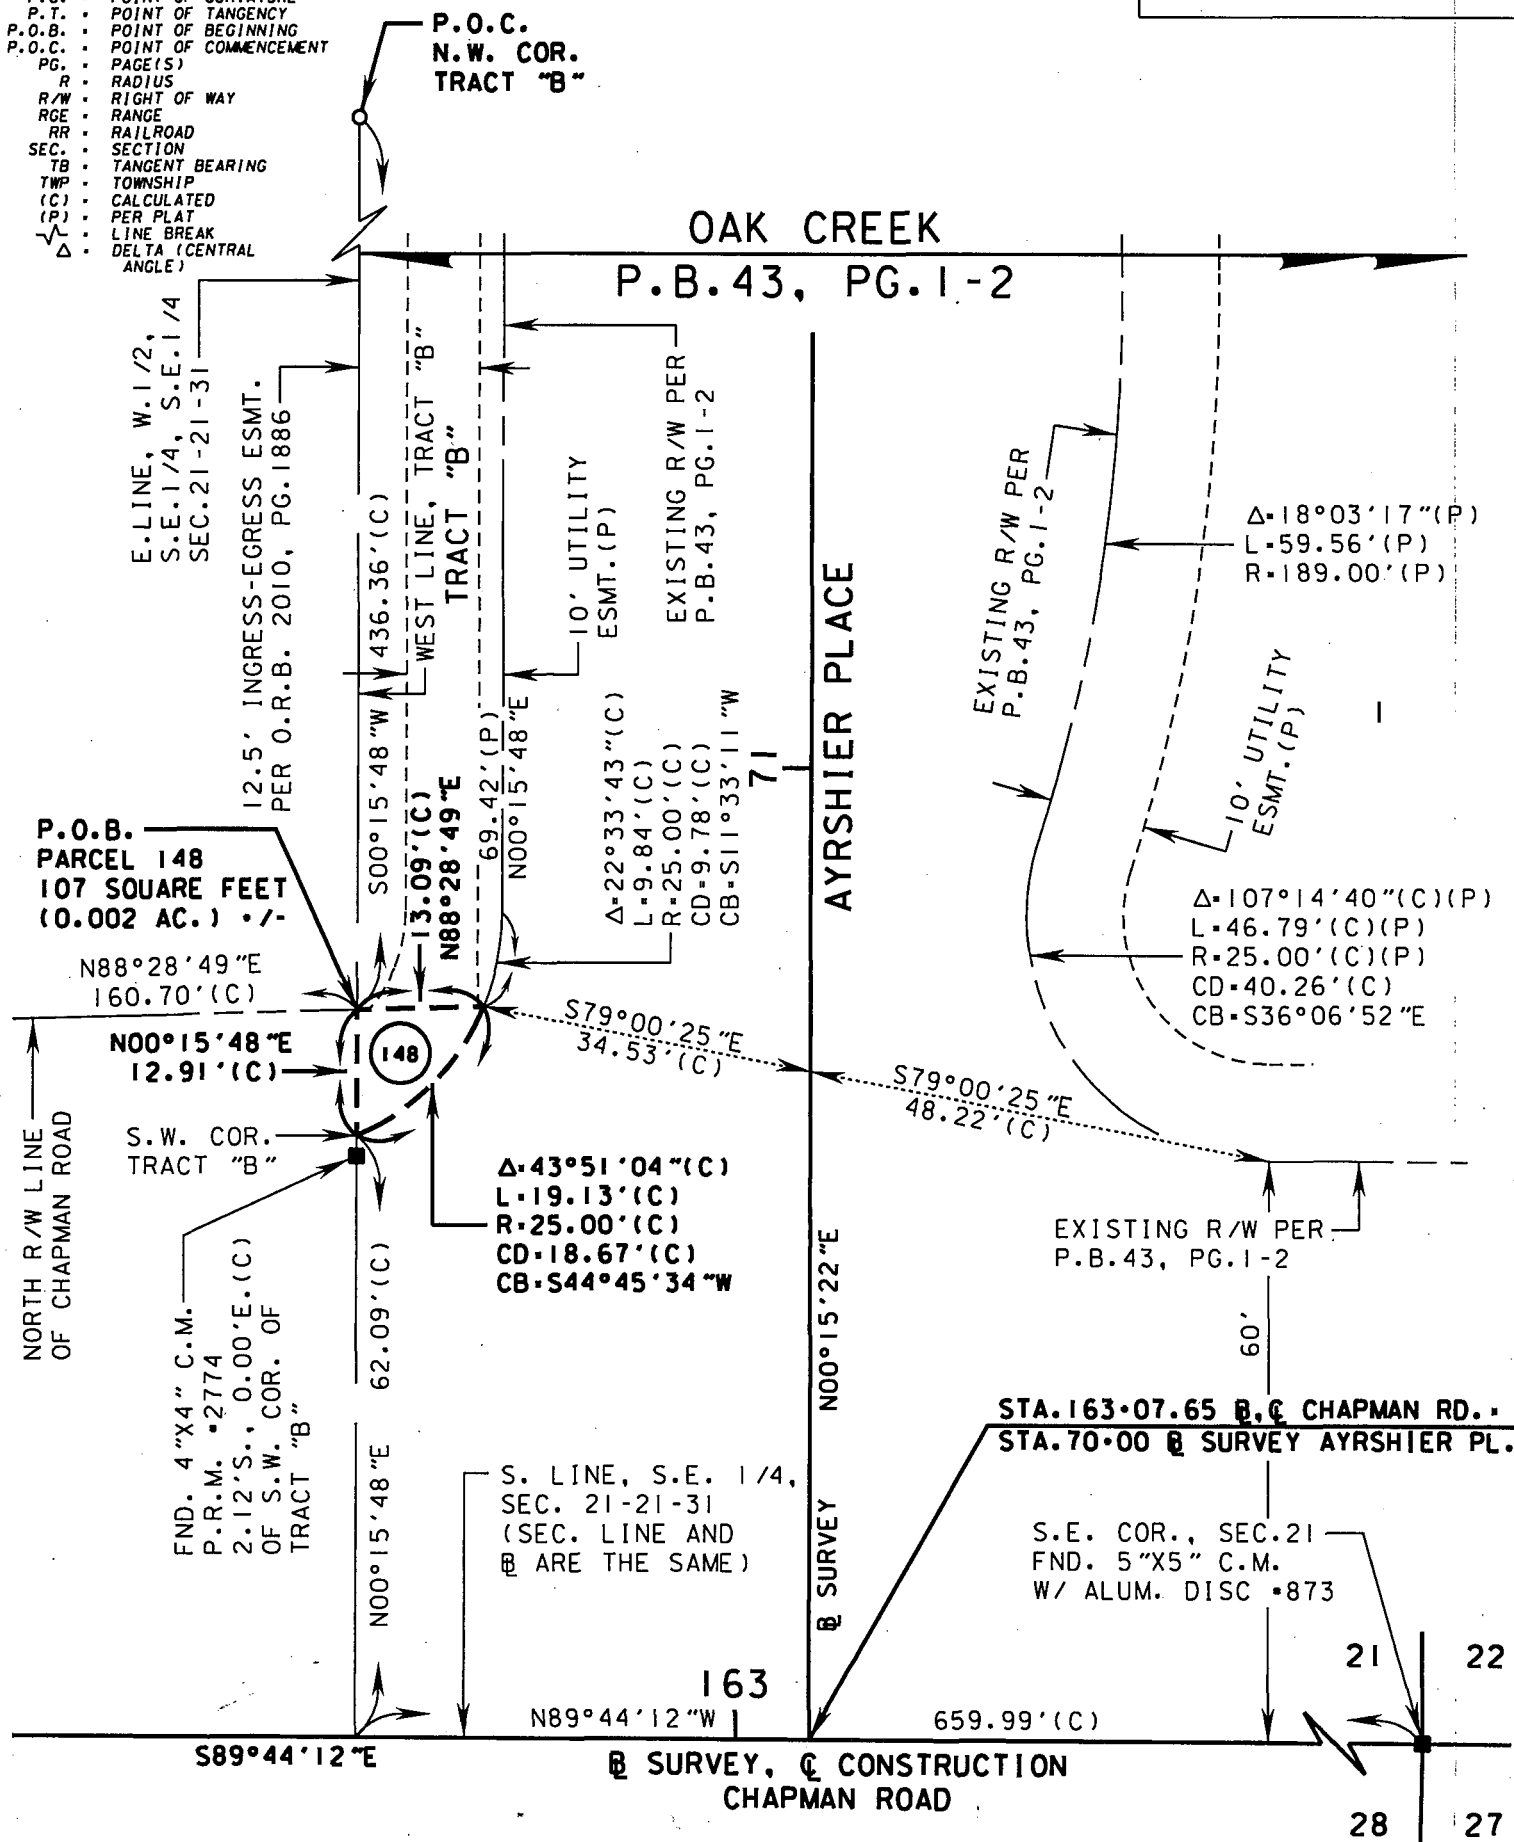 P.T. • POINT OF TANGENCY
P.O.B. • POINT OF BEGINNING
P.O.C. • POINT OF COMMENCEMENT
PG. • PAGE(S)
R • RADIUS
R/W • RIGHT OF WAY
RGE • RANGE
RR • RAILROAD
SEC. • SECTION
TB • TANGENT BEARING
TWP • TOWNSHIP
(C) • CALCULATED
(P) • PER PLAT
• LINE BREAK
Δ • DELTA (CENTRAL
ANGLE)
P.O.C.
N.W. COR.
TRACT "B"
OAK CREEK
P.B.43, PG.1-2
E.LINE, W.1/2,
S.E.1/4, S.E.1/4
SEC.21-21-31
12.5' INGRESS-EGRESS ESMT.
PER O.R.B. 2010, PG.1886
S00°15'48"W 436.36'(C)
WEST LINE, TRACT "B"
TRACT "B"
10' UTILITY
ESMT.(P)
EXISTING R/W PER
P.B.43, PG.1-2
69.42'(P)
N00°15'48"E
13.09'(C)
N88°28'49"E
Δ=22°33'43"(C)
L=9.84'(C)
R=25.00'(C)
CD=9.78'(C)
CB=S11°33'11"W
71
AYRSHIER PLACE
EXISTING R/W PER
P.B.43, PG.1-2
Δ=18°03'17"(P)
L=59.56'(P)
R=189.00'(P)
10' UTILITY
ESMT.(P)
1
Δ=107°14'40"(C)(P)
L=46.79'(C)(P)
R=25.00'(C)(P)
CD=40.26'(C)
CB=S36°06'52"E
P.O.B.
PARCEL 148
107 SQUARE FEET
(0.002 AC.) +/-
N88°28'49"E
160.70'(C)
N00°15'48"E
12.91'(C)
148
S79°00'25"E
34.53'(C)
S79°00'25"E
48.22'(C)
NORTH R/W LINE
OF CHAPMAN ROAD
S.W. COR.
TRACT "B"
Δ=43°51'04"(C)
L=19.13'(C)
R=25.00'(C)
CD=18.67'(C)
CB=S44°45'34"W
EXISTING R/W PER
P.B.43, PG.1-2
60'
FND. 4"X4" C.M.
P.R.M. #2774
2.12'S., 0.00'E.(C)
OF S.W. COR. OF
TRACT "B"
N00°15'48"E 62.09'(C)
℄ SURVEY N00°15'22"E
STA.163+07.65 ℄,℄ CHAPMAN RD. =
STA.70+00 ℄ SURVEY AYRSHIER PL.
S. LINE, S.E. 1/4,
SEC. 21-21-31
(SEC. LINE AND
℄ ARE THE SAME)
S.E. COR., SEC.21
FND. 5"X5" C.M.
W/ ALUM. DISC #873
21 22
163
N89°44'12"W 659.99'(C)
S89°44'12"E
℄ SURVEY, ℄ CONSTRUCTION
CHAPMAN ROAD
28 27